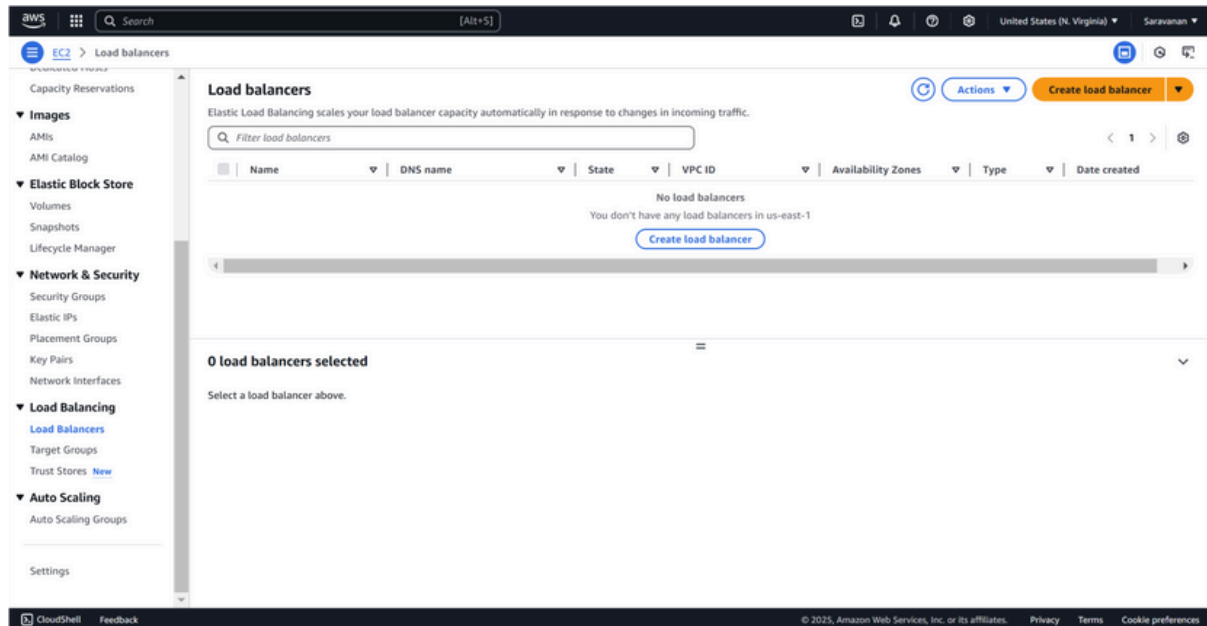 aws
Search
[Alt+S]
United States (N. Virginia)
Saravanan
EC2 > Load balancers
Dedicated Hosts
Capacity Reservations
Images
AMIs
AMI Catalog
Elastic Block Store
Volumes
Snapshots
Lifecycle Manager
Network & Security
Security Groups
Elastic IPs
Placement Groups
Key Pairs
Network Interfaces
Load Balancing
Load Balancers
Target Groups
Trust Stores New
Auto Scaling
Auto Scaling Groups
Settings
Load balancers
Actions
Create load balancer
Elastic Load Balancing scales your load balancer capacity automatically in response to changes in incoming traffic.
Filter load balancers
< 1 >
Name DNS name State VPC ID Availability Zones Type Date created
No load balancers
You don't have any load balancers in us-east-1
Create load balancer
0 load balancers selected
Select a load balancer above.
CloudShell Feedback
© 2025, Amazon Web Services, Inc. or its affiliates. Privacy Terms Cookie preferences